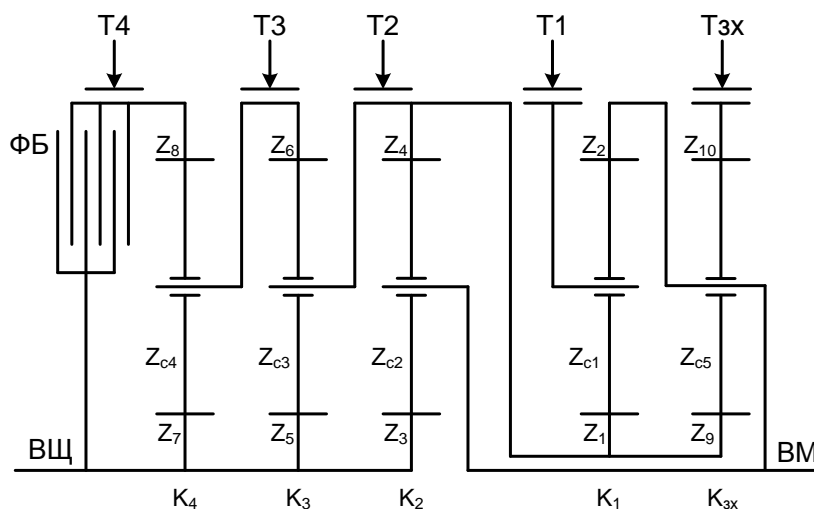 T4 T3 T2 T1 Тзх
ФБ Z8 Z6 Z4 Z2 Z10
Zc4 Zc3 Zc2 Zc1 Zc5
ВЩ Z7 Z5 Z3 Z1 Z9 ВМ
K4 K3 K2 K1 Kзх